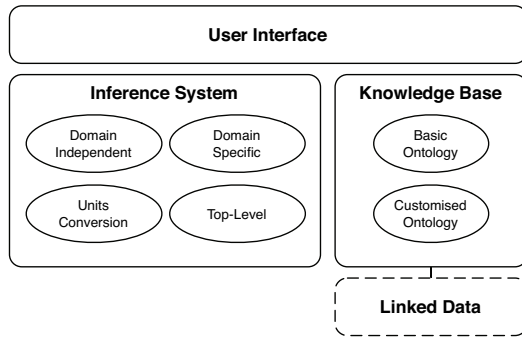 User Interface
Inference System
Domain
Independent
Domain
Specific
Units
Conversion
Top-Level
Knowledge Base
Basic
Ontology
Customised
Ontology
Linked Data